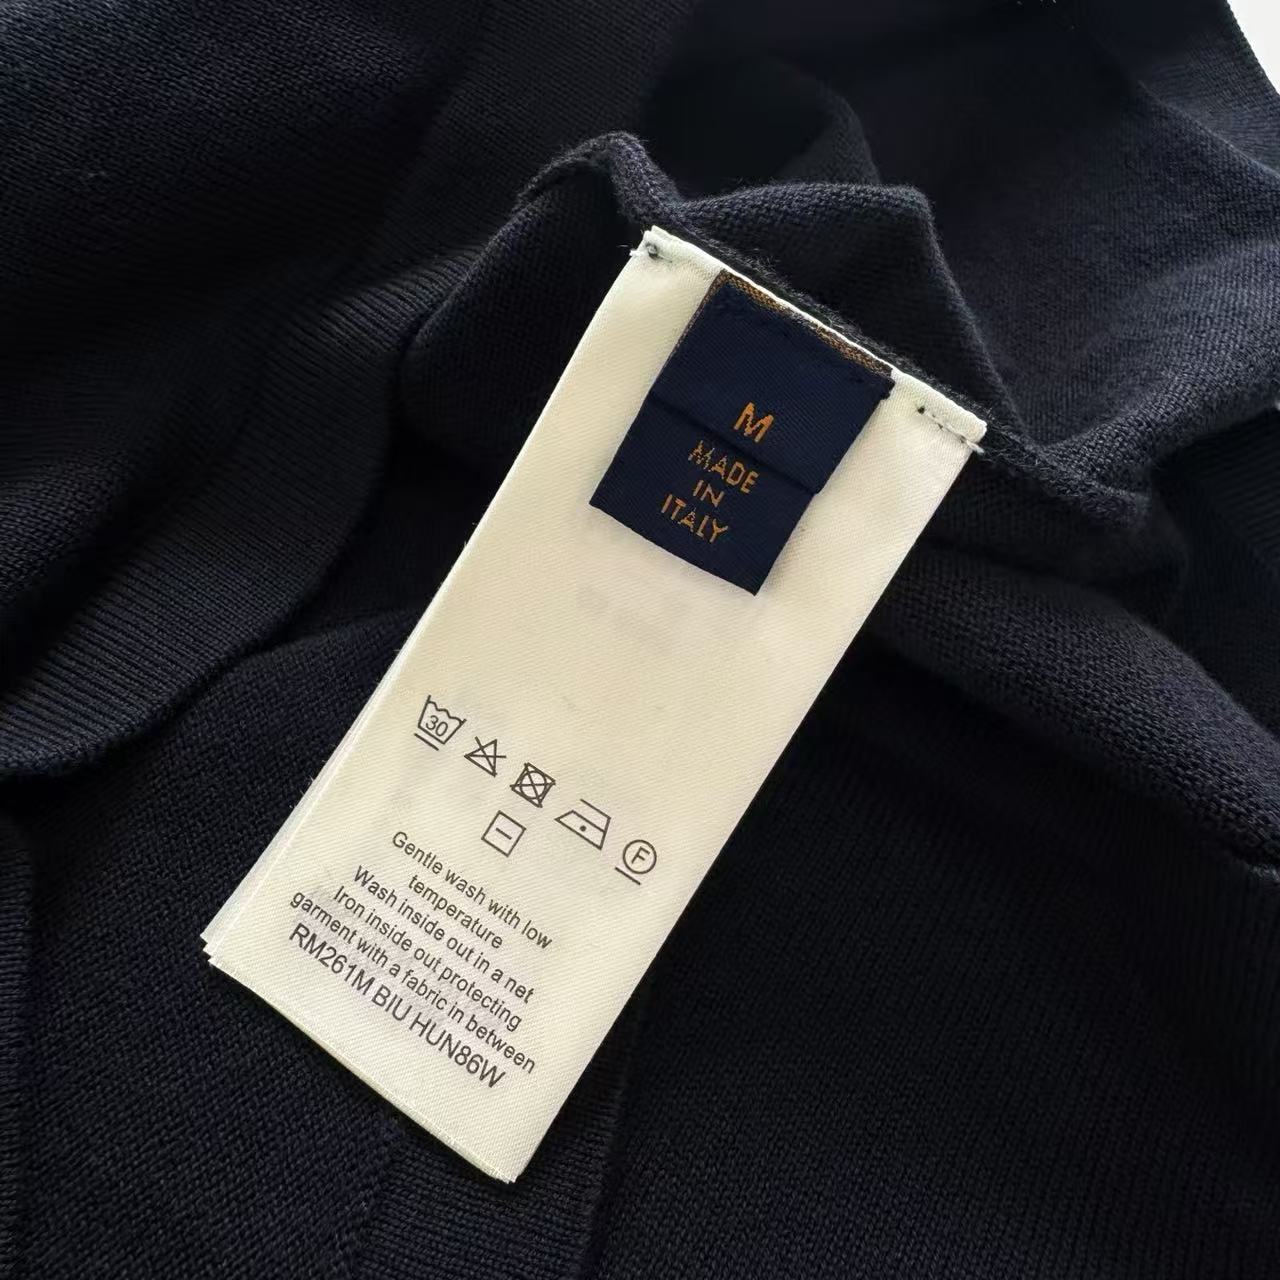 M
MADE
IN
ITALY
30
F
Gentle wash with low
temperature
Wash inside out in a net
Iron inside out protecting
garment with a fabric in between
RM261M BIU HUN86W